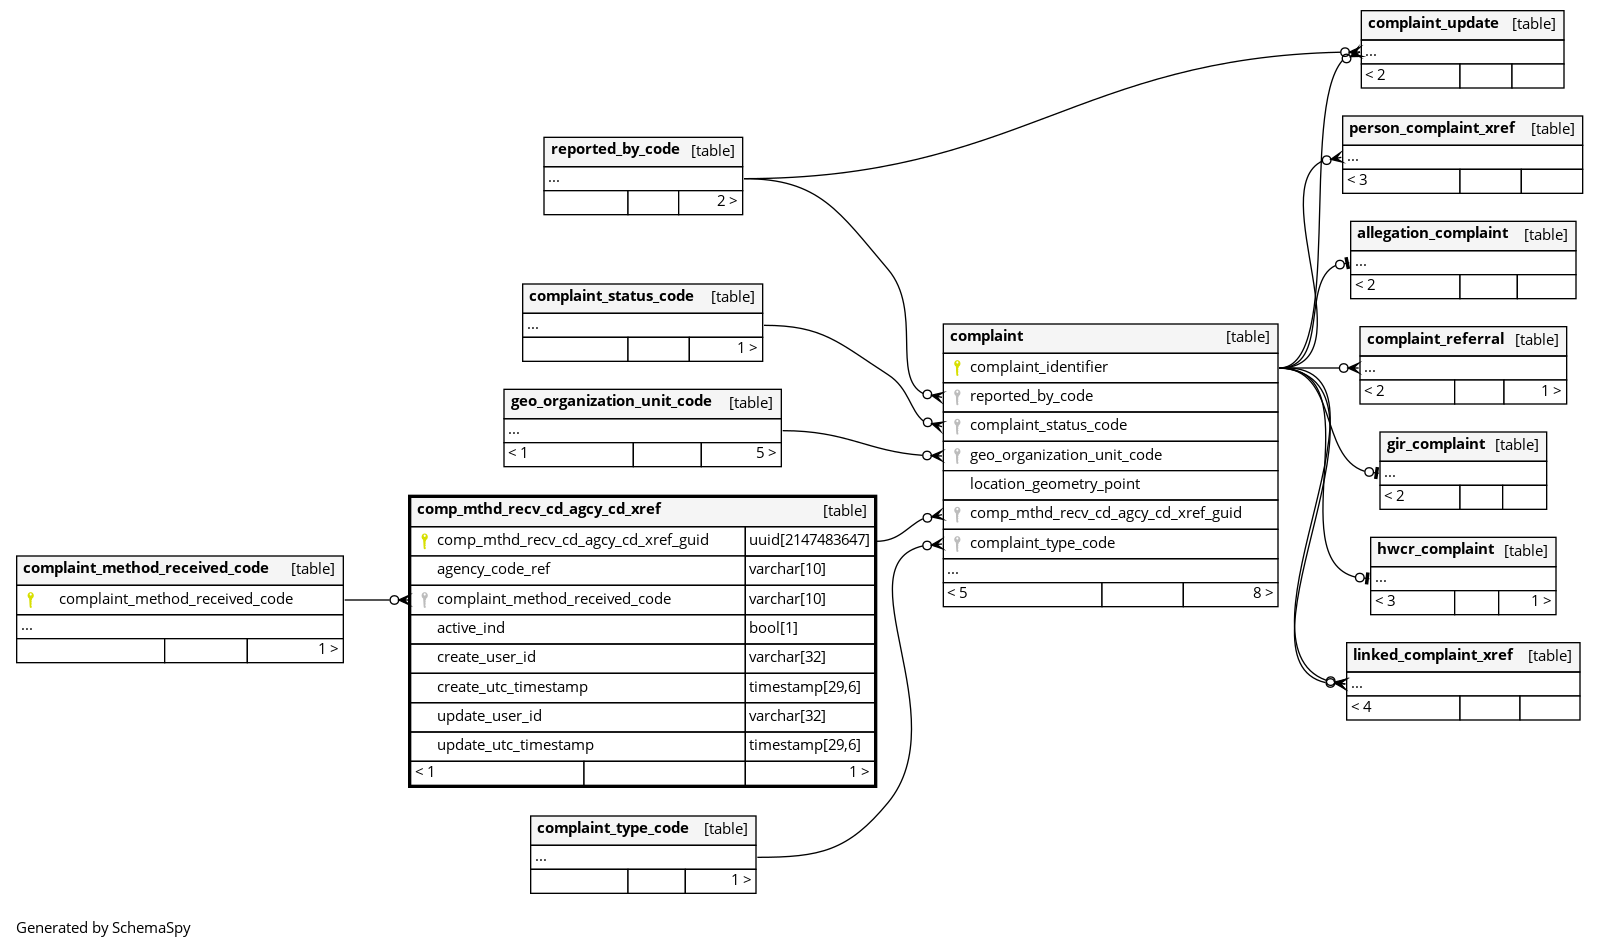 complaint_update [table]
...
< 2
person_complaint_xref [table]
...
< 3
reported_by_code [table]
...
2 >
allegation_complaint [table]
...
< 2
complaint_status_code [table]
...
1 >
complaint [table]
complaint_identifier
reported_by_code
complaint_status_code
geo_organization_unit_code
location_geometry_point
comp_mthd_recv_cd_agcy_cd_xref_guid
complaint_type_code
...
< 5 8 >
complaint_referral [table]
...
< 2 1 >
geo_organization_unit_code [table]
...
< 1 5 >
gir_complaint [table]
...
< 2
comp_mthd_recv_cd_agcy_cd_xref [table]
comp_mthd_recv_cd_agcy_cd_xref_guid uuid[2147483647]
agency_code_ref varchar[10]
complaint_method_received_code varchar[10]
active_ind bool[1]
create_user_id varchar[32]
create_utc_timestamp timestamp[29,6]
update_user_id varchar[32]
update_utc_timestamp timestamp[29,6]
< 1 1 >
hwcr_complaint [table]
...
< 3 1 >
complaint_method_received_code [table]
complaint_method_received_code
...
1 >
linked_complaint_xref [table]
...
< 4
complaint_type_code [table]
...
1 >
Generated by SchemaSpy